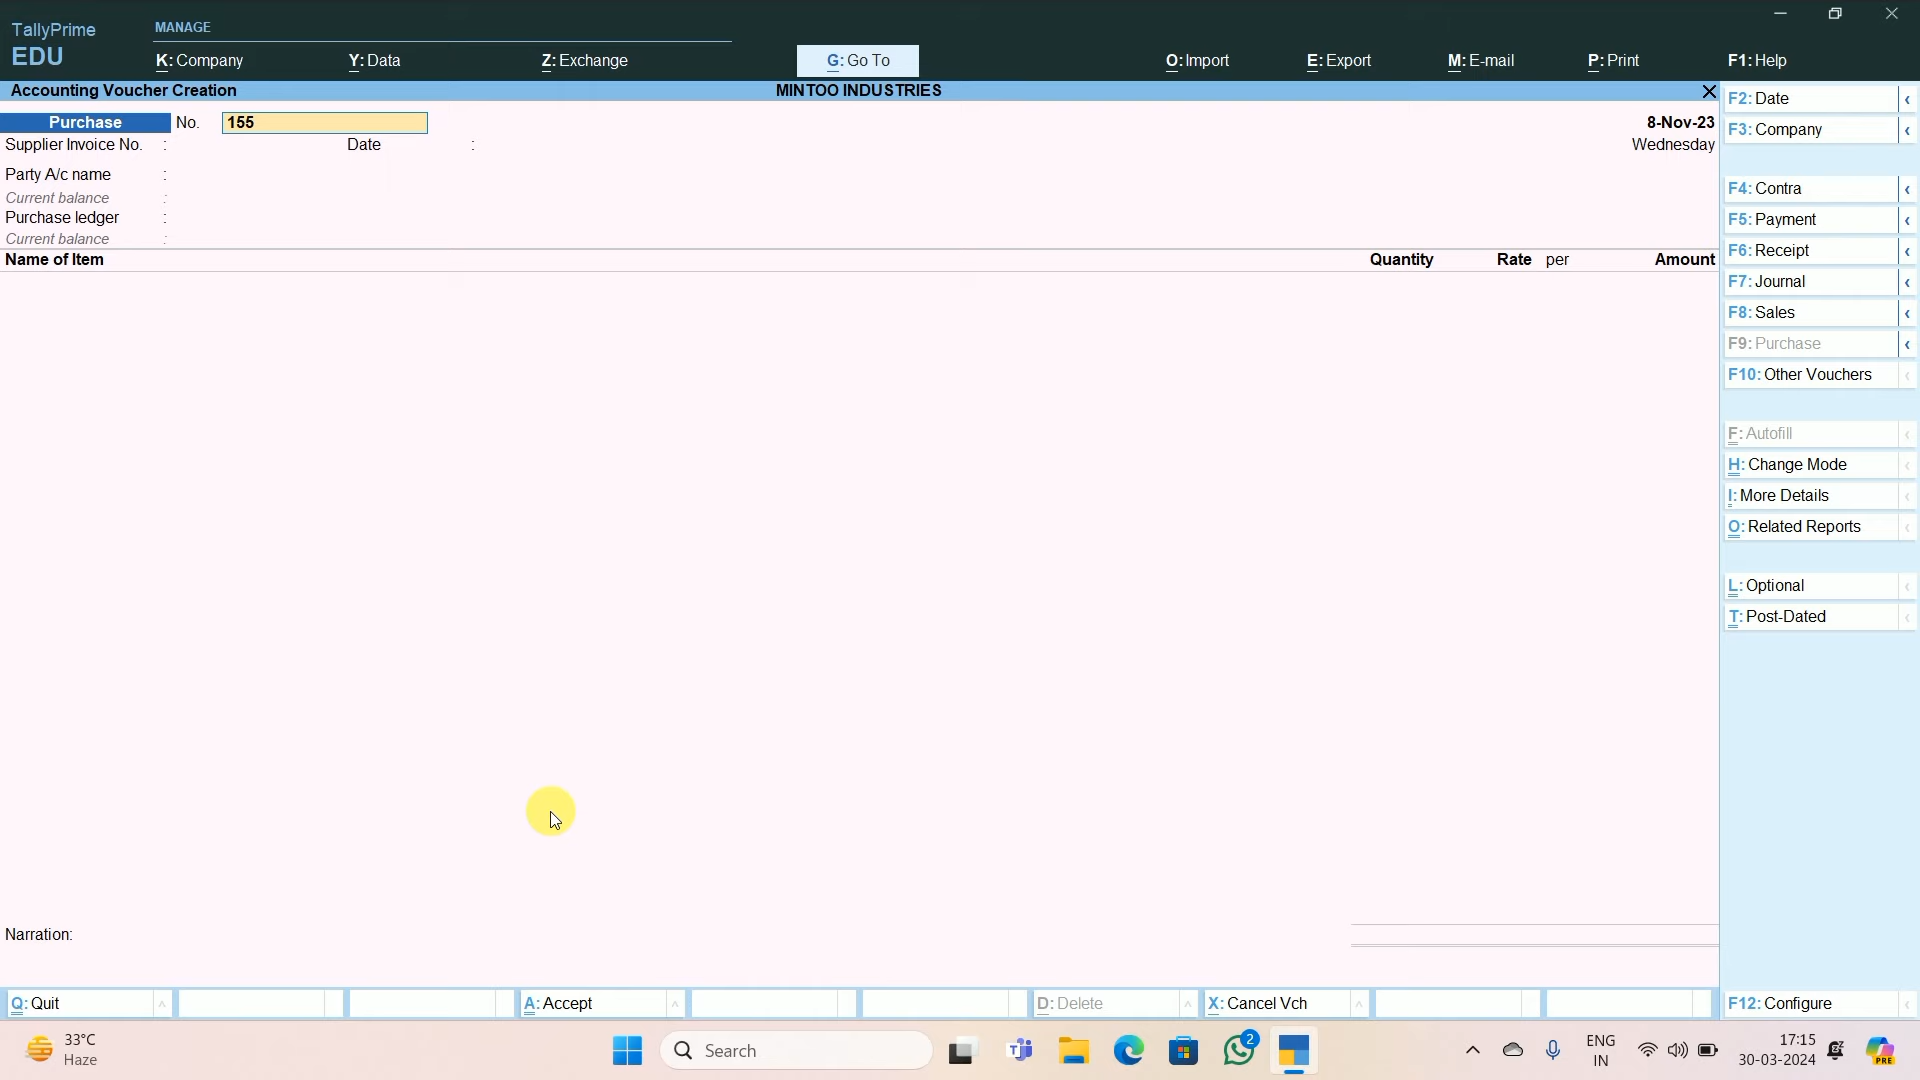 TallyPrime
EDU
MANAGE
K: Company
Y: Data
Z: Exchange
G: Go To
O: Import
E: Export
M: E-mail
P: Print
F1: Help
Accounting Voucher Creation
MINTOO INDUSTRIES
Purchase No. 155
8-Nov-23
Supplier Invoice No. : Date :
Wednesday
Party A/c name :
Current balance :
Purchase ledger :
Current balance :
Name of Item Quantity Rate per Amount
F2: Date
F3: Company
F4: Contra
F5: Payment
F6: Receipt
F7: Journal
F8: Sales
F9: Purchase
F10: Other Vouchers
F: Autofill
H: Change Mode
I: More Details
O: Related Reports
L: Optional
T: Post-Dated
Narration:
Q: Quit
A: Accept
D: Delete
X: Cancel Vch
F12: Configure
33°C
Haze
Search
2
ENG
IN
17:15
30-03-2024
PRE